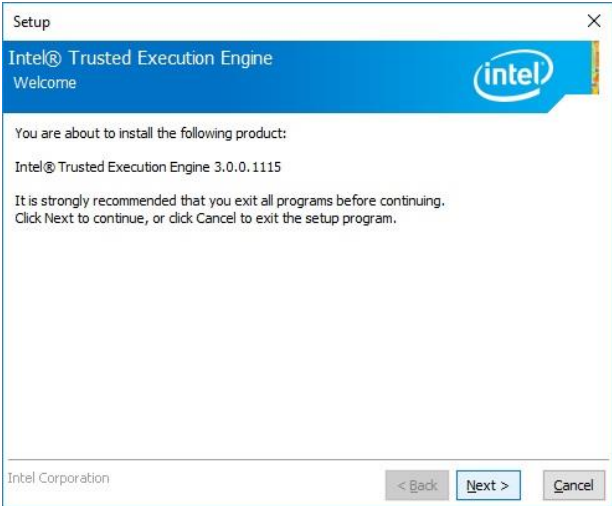 Setup
Intel® Trusted Execution Engine
Welcome
intel
You are about to install the following product:
Intel® Trusted Execution Engine 3.0.0.1115
It is strongly recommended that you exit all programs before continuing.
Click Next to continue, or click Cancel to exit the setup program.
Intel Corporation
< Back
Next >
Cancel